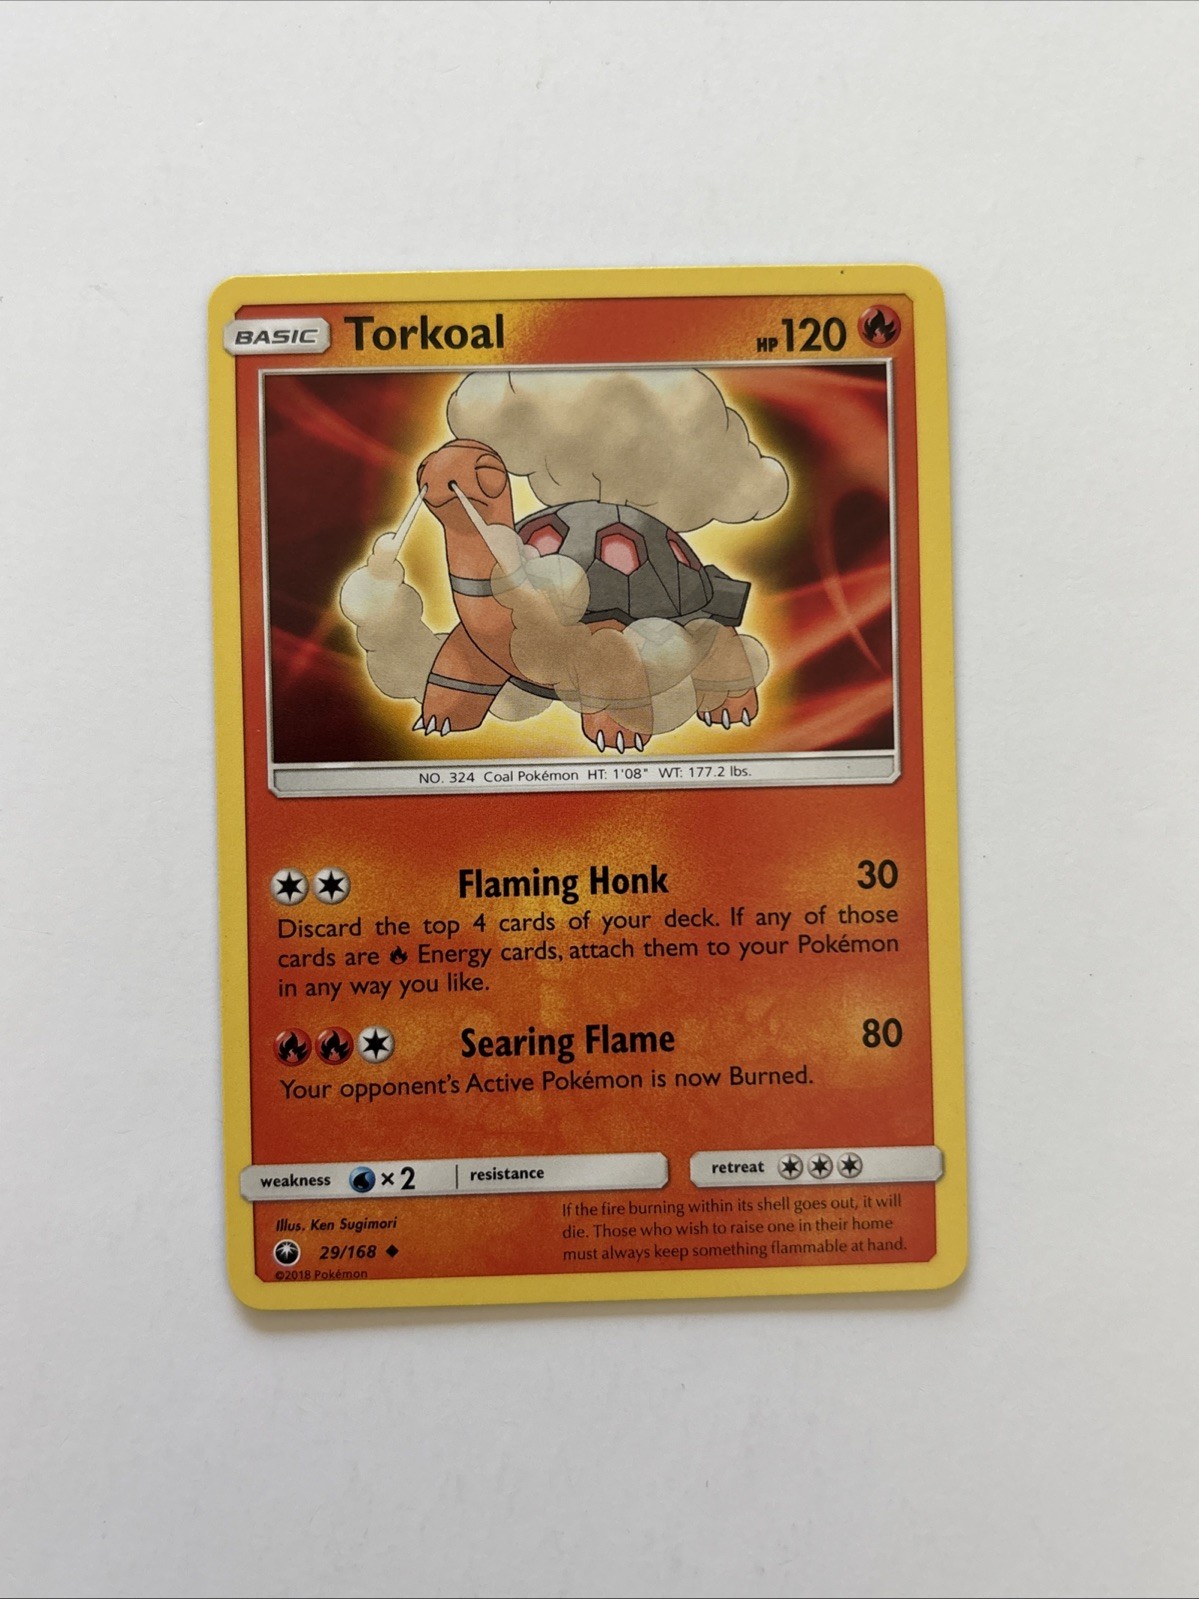 BASIC Torkoal HP 120
NO. 324 Coal Pokémon HT: 1'08" WT: 177.2 lbs.
Flaming Honk 30
Discard the top 4 cards of your deck. If any of those
cards are Energy cards, attach them to your Pokémon
in any way you like.
Searing Flame 80
Your opponent's Active Pokémon is now Burned.
weakness ×2 resistance retreat
If the fire burning within its shell goes out, it will
die. Those who wish to raise one in their home
must always keep something flammable at hand.
Illus. Ken Sugimori
29/168
©2018 Pokémon